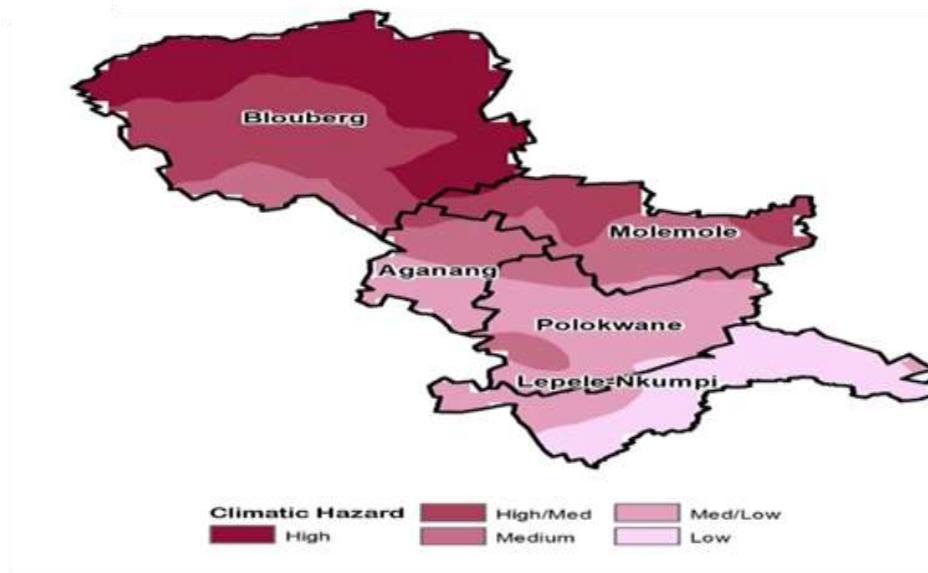 Blouberg
Molemole
Aganang
Polokwane
Lepele-Nkumpi
Climatic Hazard
High
High/Med
Medium
Med/Low
Low